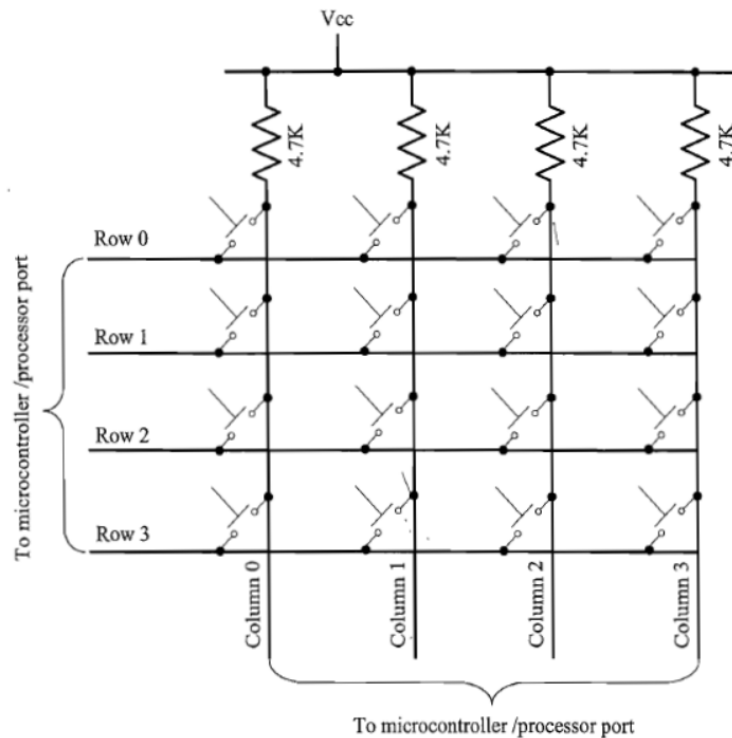 Vcc
4.7K
4.7K
4.7K
4.7K
Row 0
Row 1
Row 2
Row 3
To microcontroller /processor port
Column 0
Column 1
Column 2
Column 3
To microcontroller /processor port